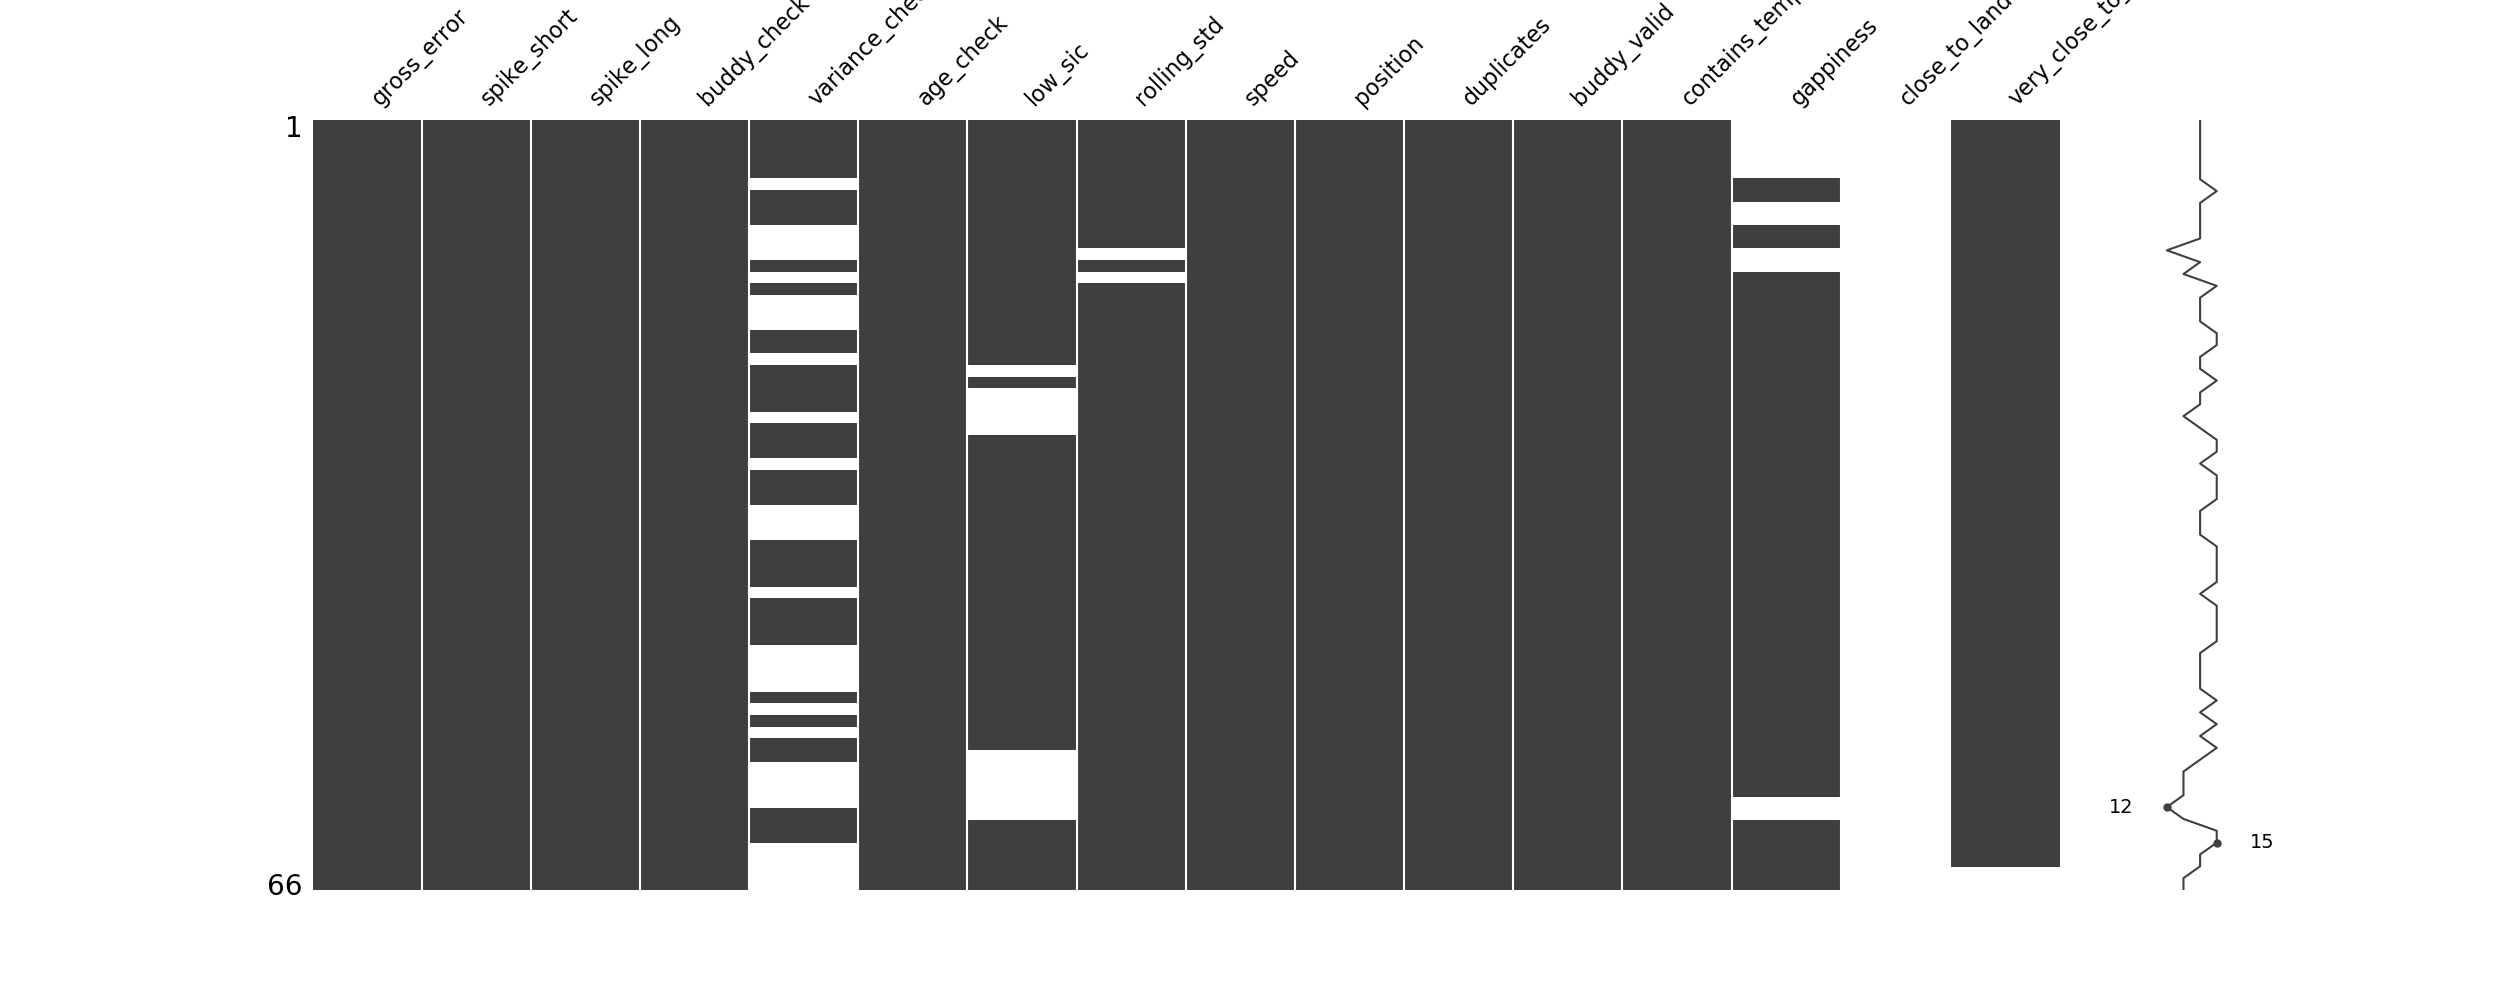 gross_error
spike_short
spike_long
buddy_check
variance_che
age_check
low_sic
rolling_std
speed
position
duplicates
buddy_valid
contains_temp
gappiness
close_to_land
very_close_to_
1
66
12
15